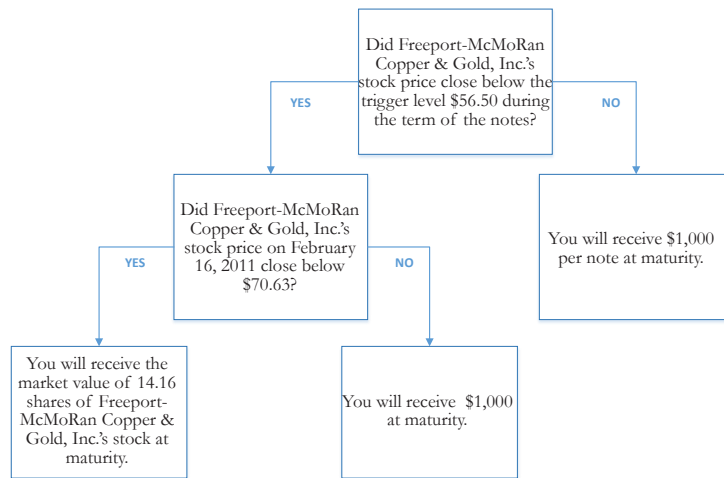 Did Freeport-McMoRan
Copper & Gold, Inc.'s
stock price close below the
trigger level $56.50 during
the term of the notes?
YES
NO
Did Freeport-McMoRan
Copper & Gold, Inc.'s
stock price on February
16, 2011 close below
$70.63?
You will receive $1,000
per note at maturity.
YES
NO
You will receive the
market value of 14.16
shares of Freeport-
McMoRan Copper &
Gold, Inc.'s stock at
maturity.
You will receive $1,000
at maturity.